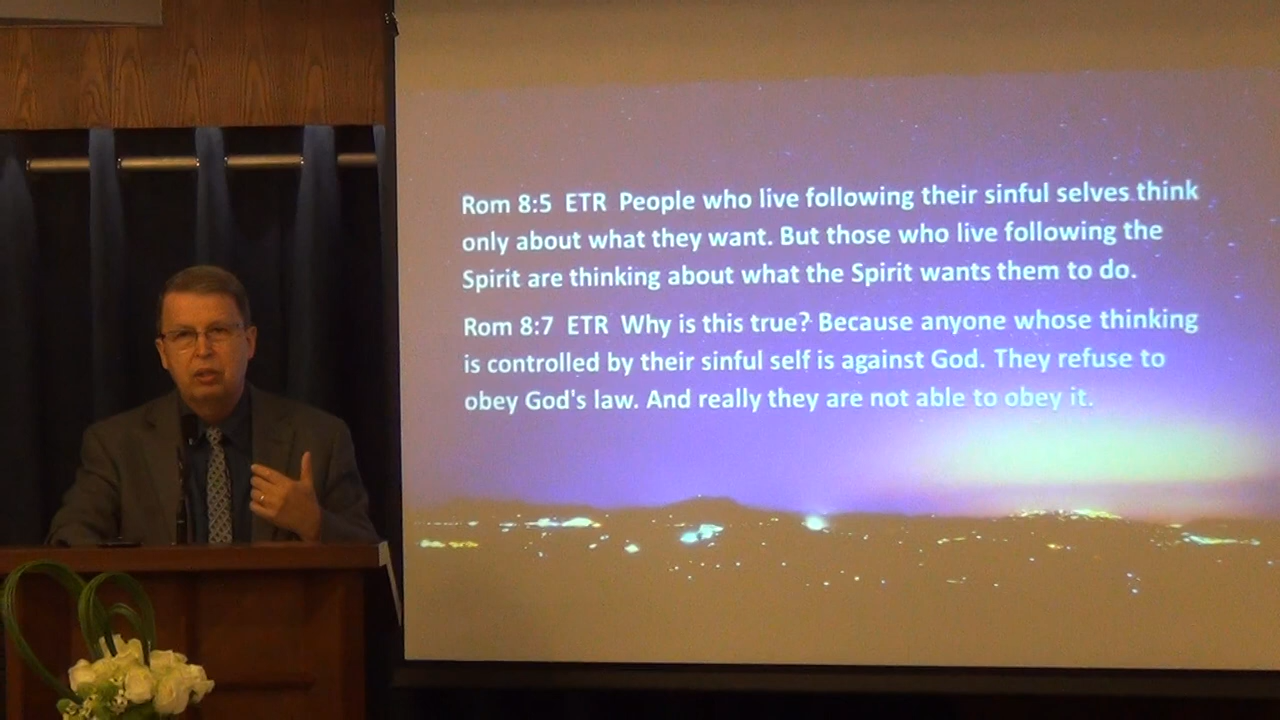 Rom 8:5 ETR People who live following their sinful selves think
only about what they want. But those who live following the
Spirit are thinking about what the Spirit wants them to do.
Rom 8:7 ETR Why is this true? Because anyone whose thinking
is controlled by their sinful self is against God. They refuse to
obey God's law. And really they are not able to obey it.